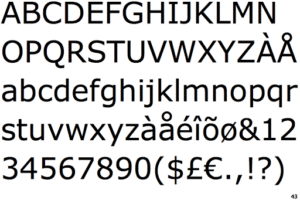 ABCDEFGHIJKLMN
OPQRSTUVWXYZÀÅ
abcdefghijklmnopqr
stuvwxyzàåéîõø&12
34567890($£€.,!?)
43